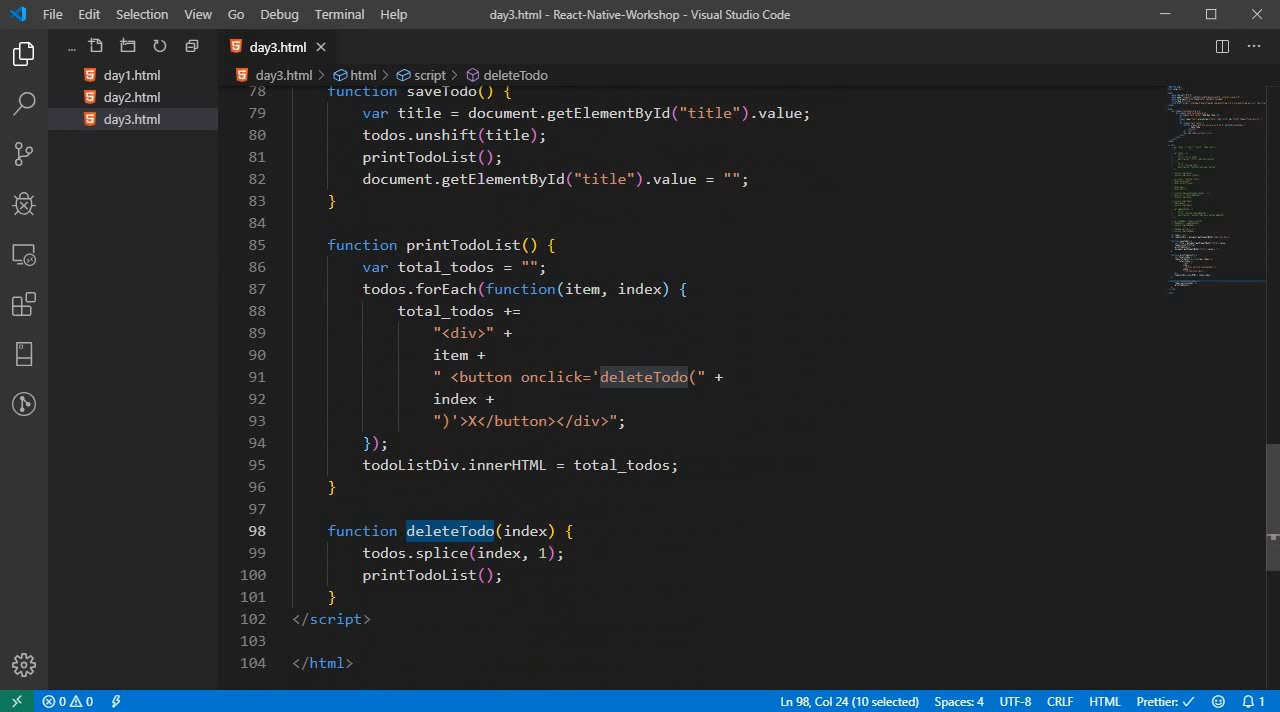 File Edit Selection View Go Debug Terminal Help
day3.html - React-Native-Workshop - Visual Studio Code
...
day1.html
day2.html
day3.html
day3.html
day3.html > html > script > deleteTodo
78 function saveTodo() {
79 var title = document.getElementById("title").value;
80 todos.unshift(title);
81 printTodoList();
82 document.getElementById("title").value = "";
83 }
84
85 function printTodoList() {
86 var total_todos = "";
87 todos.forEach(function(item, index) {
88 total_todos +=
89 "<div>" +
90 item +
91 " <button onclick='deleteTodo(" +
92 index +
93 ")'>X</button></div>";
94 });
95 todoListDiv.innerHTML = total_todos;
96 }
97
98 function deleteTodo(index) {
99 todos.splice(index, 1);
100 printTodoList();
101 }
102 </script>
103
104 </html>
0 0 Ln 98, Col 24 (10 selected) Spaces: 4 UTF-8 CRLF HTML Prettier: ✓ 1